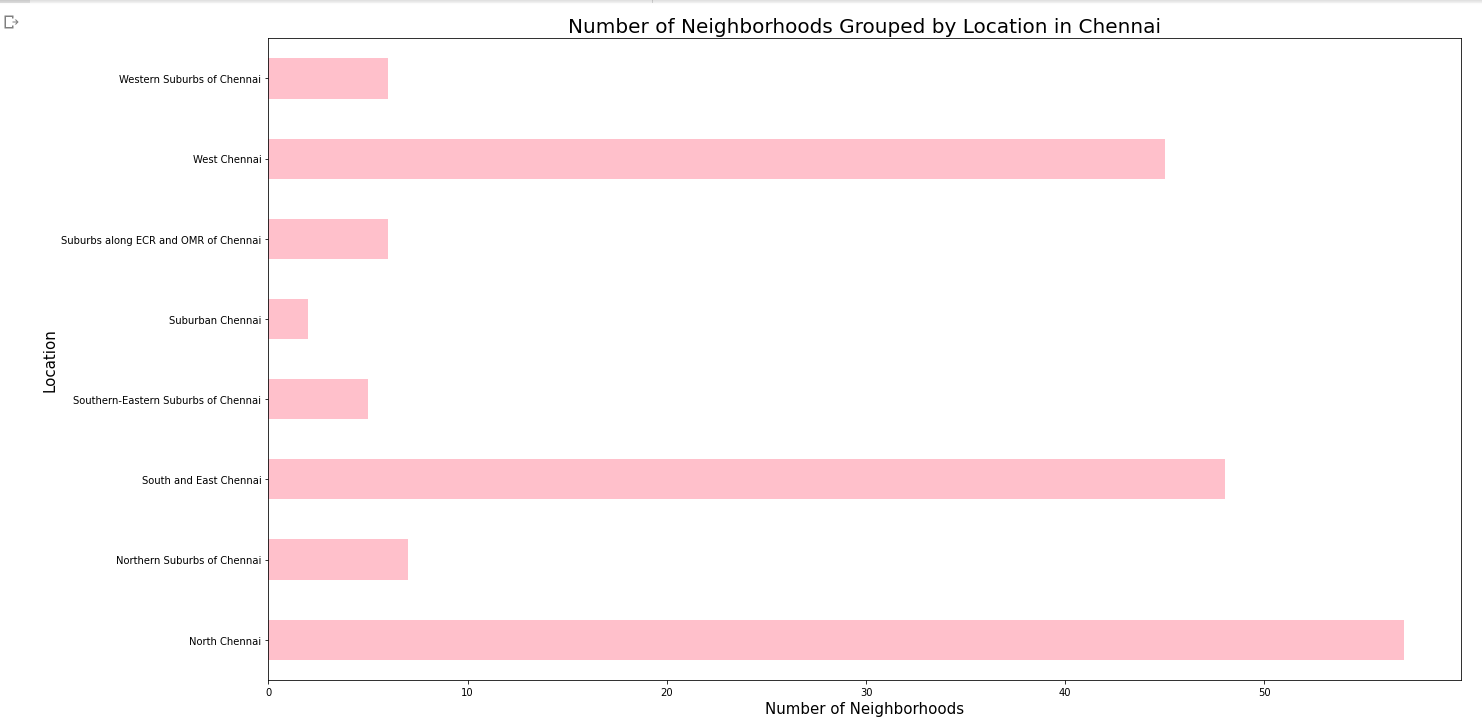 Number of Neighborhoods Grouped by Location in Chennai
Western Suburbs of Chennai
West Chennai
Suburbs along ECR and OMR of Chennai
Suburban Chennai
Southern-Eastern Suburbs of Chennai
South and East Chennai
Northern Suburbs of Chennai
North Chennai
Location
0 10 20 30 40 50
Number of Neighborhoods